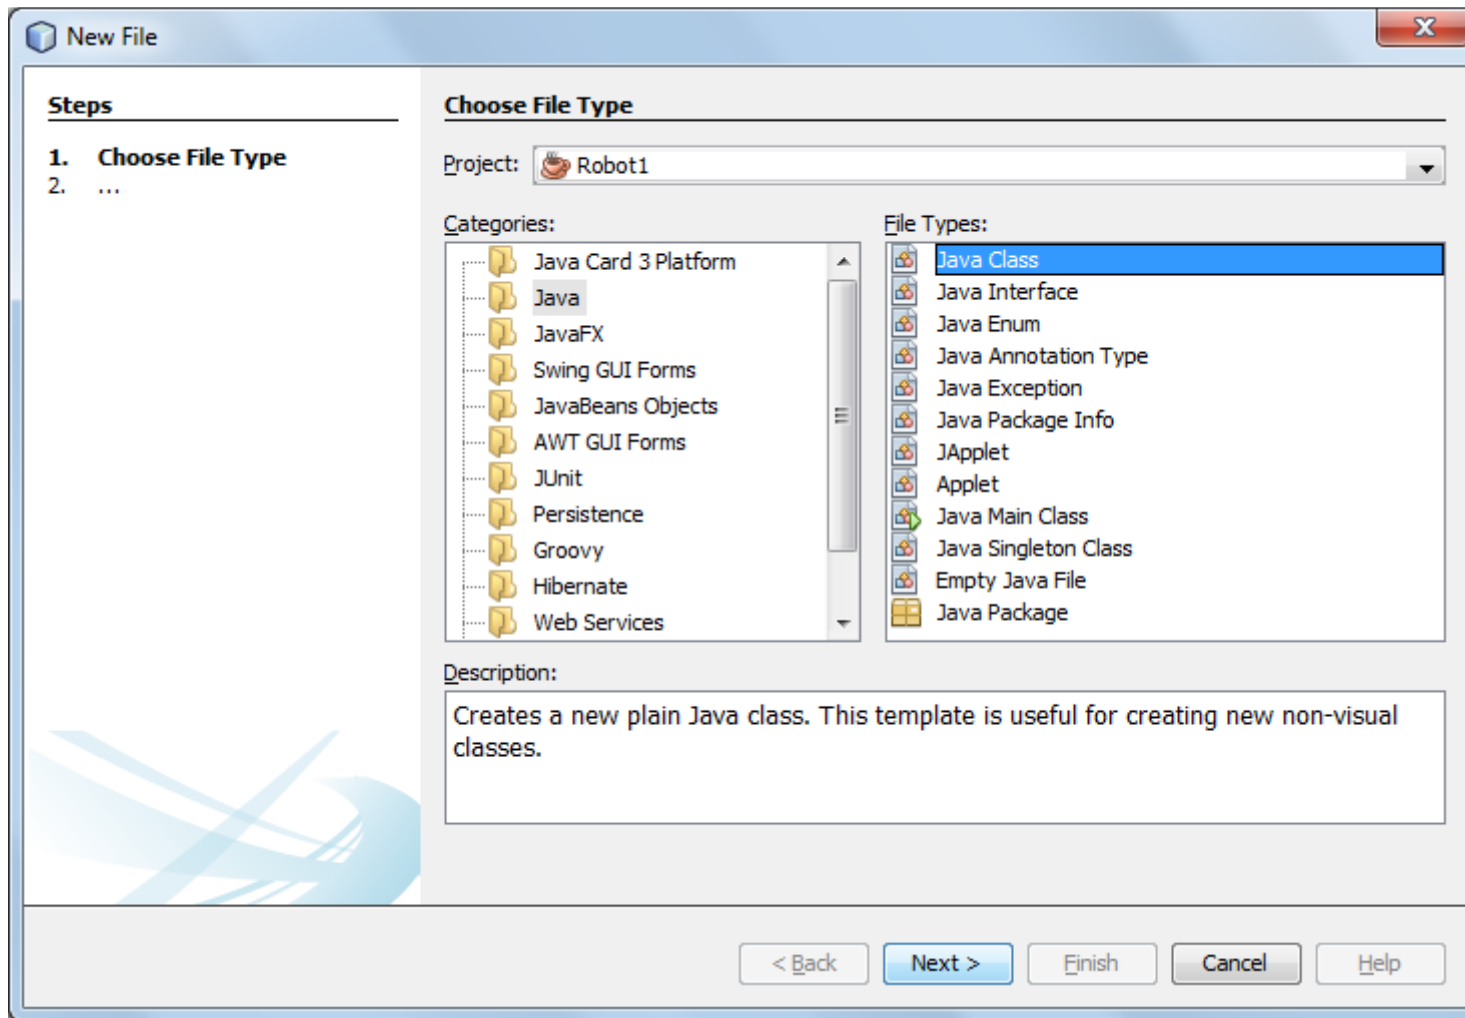 New File
Steps
1. Choose File Type
2. ...
Choose File Type
Project: Robot1
Categories:
Java Card 3 Platform
Java
JavaFX
Swing GUI Forms
JavaBeans Objects
AWT GUI Forms
JUnit
Persistence
Groovy
Hibernate
Web Services
File Types:
Java Class
Java Interface
Java Enum
Java Annotation Type
Java Exception
Java Package Info
JApplet
Applet
Java Main Class
Java Singleton Class
Empty Java File
Java Package
Description:
Creates a new plain Java class. This template is useful for creating new non-visual
classes.
< Back Next > Finish Cancel Help